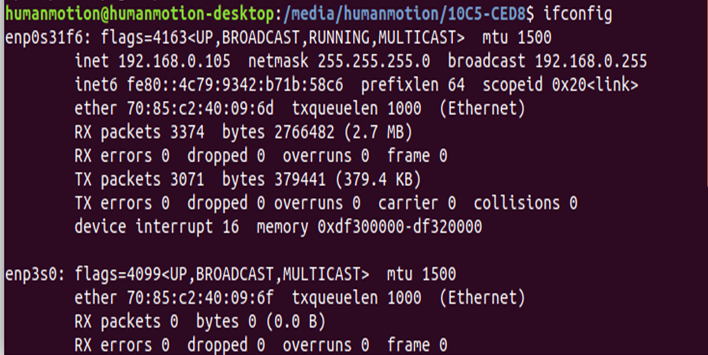 humanmotion@humanmotion-desktop:/media/humanmotion/10C5-CED8$ ifconfig
enp0s31f6: flags=4163<UP,BROADCAST,RUNNING,MULTICAST>  mtu 1500
        inet 192.168.0.105  netmask 255.255.255.0  broadcast 192.168.0.255
        inet6 fe80::4c79:9342:b71b:58c6  prefixlen 64  scopeid 0x20<link>
        ether 70:85:c2:40:09:6d  txqueuelen 1000  (Ethernet)
        RX packets 3374  bytes 2766482 (2.7 MB)
        RX errors 0  dropped 0  overruns 0  frame 0
        TX packets 3071  bytes 379441 (379.4 KB)
        TX errors 0  dropped 0 overruns 0  carrier 0  collisions 0
        device interrupt 16  memory 0xdf300000-df320000
enp3s0: flags=4099<UP,BROADCAST,MULTICAST>  mtu 1500
        ether 70:85:c2:40:09:6f  txqueuelen 1000  (Ethernet)
        RX packets 0  bytes 0 (0.0 B)
        RX errors 0  dropped 0  overruns 0  frame 0